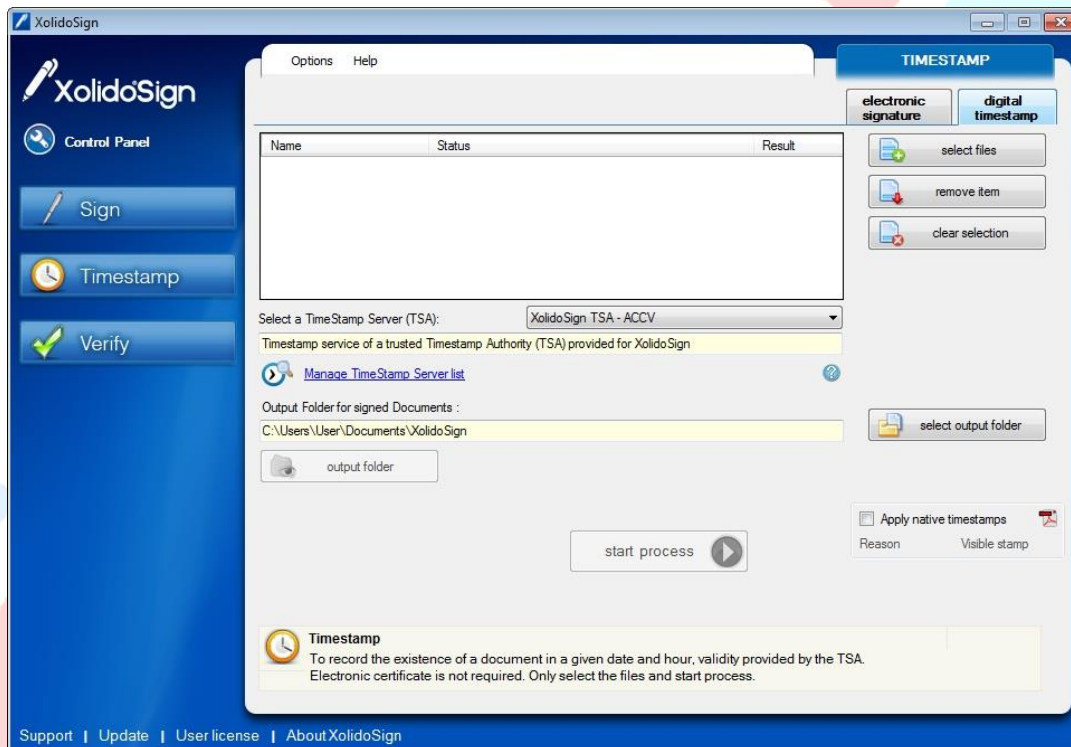 XolidoSign
XolidoSign
Control Panel
Sign
Timestamp
Verify
Options Help
TIMESTAMP
electronic signature
digital timestamp
Name Status Result
select files
remove item
clear selection
Select a TimeStamp Server (TSA): XolidoSign TSA - ACCV
Timestamp service of a trusted Timestamp Authority (TSA) provided for XolidoSign
Manage TimeStamp Server list
Output Folder for signed Documents :
C:\Users\User\Documents\XolidoSign
select output folder
output folder
Apply native timestamps
Reason Visible stamp
start process
Timestamp
To record the existence of a document in a given date and hour, validity provided by the TSA.
Electronic certificate is not required. Only select the files and start process.
Support | Update | User license | About XolidoSign